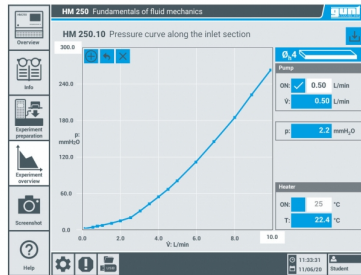 HM 250 Fundamentals of fluid mechanics
gunt
HM 250.10 Pressure curve along the inlet section
Overview
Info
Experiment
preparation
Experiment
overview
Screenshot
Help
300.0
240.0
180.0
p:
mmH₂O
120.0
60.0
0.0
0.0 2.0 4.0 6.0 8.0 10.0
V̇: L/min
Pump
ON: 0.50 L/min
V̇: 0.50 L/min
p: 2.2 mmH₂O
Heater
ON: 25 °C
T: 22.4 °C
11:33:31
11/06/20 Student